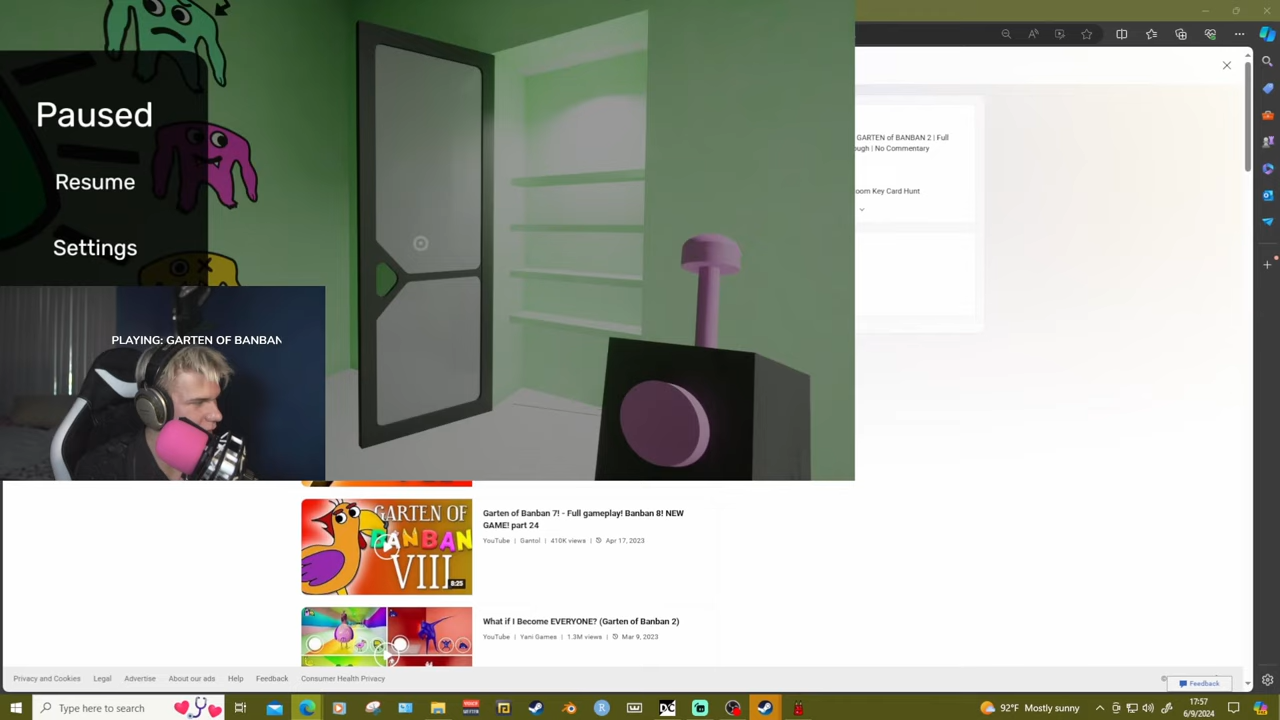 Paused
Resume
Settings
PLAYING: GARTEN OF BANBAN
GARTEN of BANBAN 2 | Full
ough | No Commentary
oom Key Card Hunt
GARTEN OF
BANBAN
VIII
8:25
Garten of Banban 7! - Full gameplay! Banban 8! NEW
GAME! part 24
YouTube | Gantol | 410K views | Apr 17, 2023
What if I Become EVERYONE? (Garten of Banban 2)
YouTube | Yani Games | 1.3M views | Mar 9, 2023
Privacy and Cookies Legal Advertise About our ads Help Feedback Consumer Health Privacy
Feedback
Type here to search
92°F Mostly sunny
17:57
6/9/2024